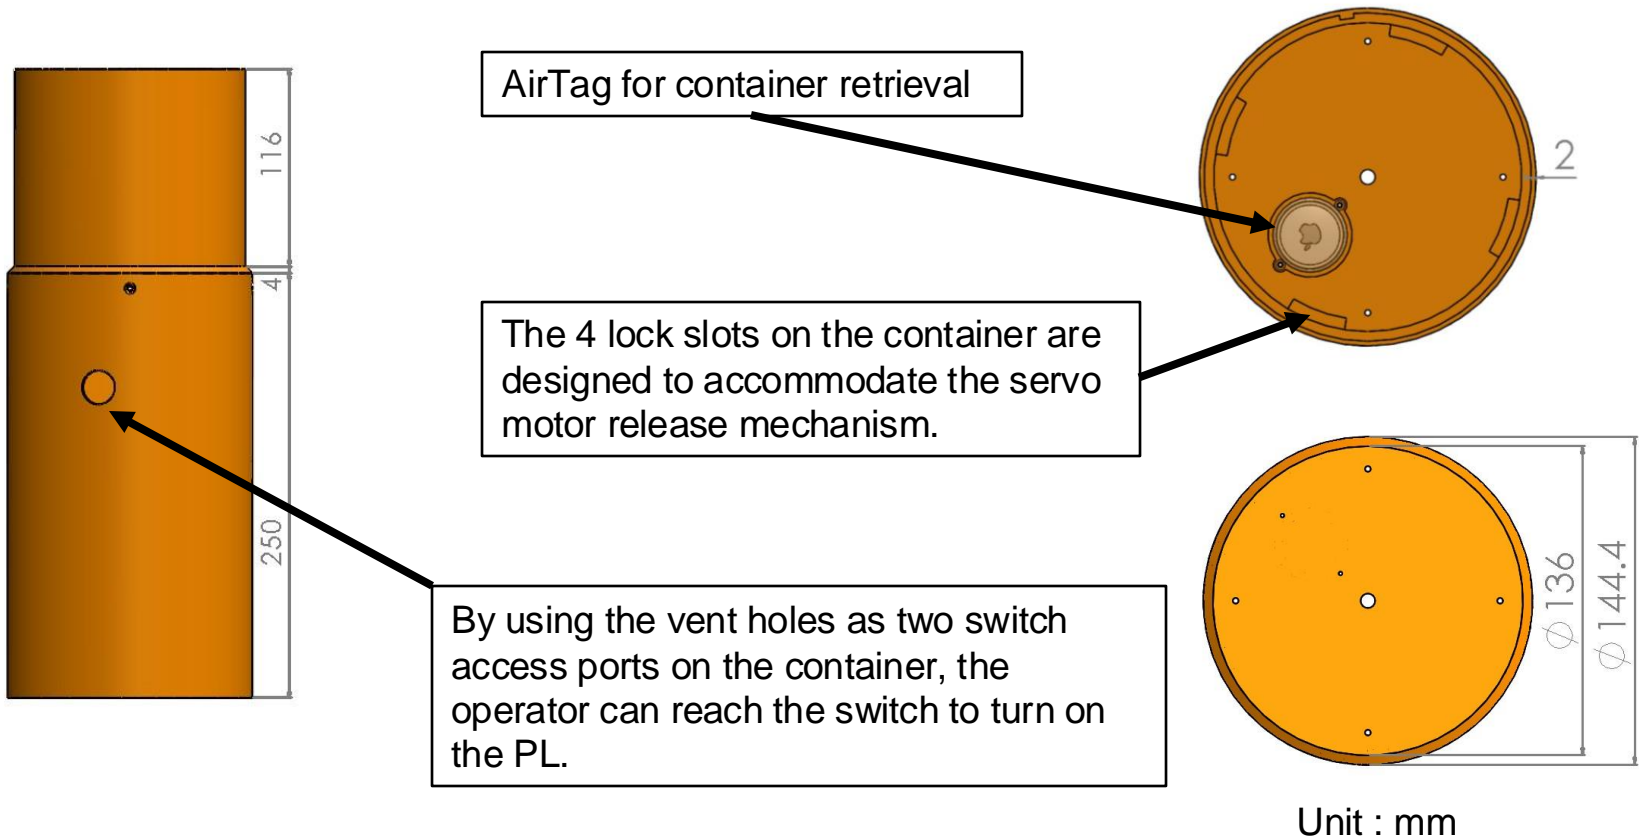 AirTag for container retrieval
116
2
4
The 4 lock slots on the container are
designed to accommodate the servo
motor release mechanism.
250
∅ 136
∅ 144.4
By using the vent holes as two switch
access ports on the container, the
operator can reach the switch to turn on
the PL.
Unit : mm